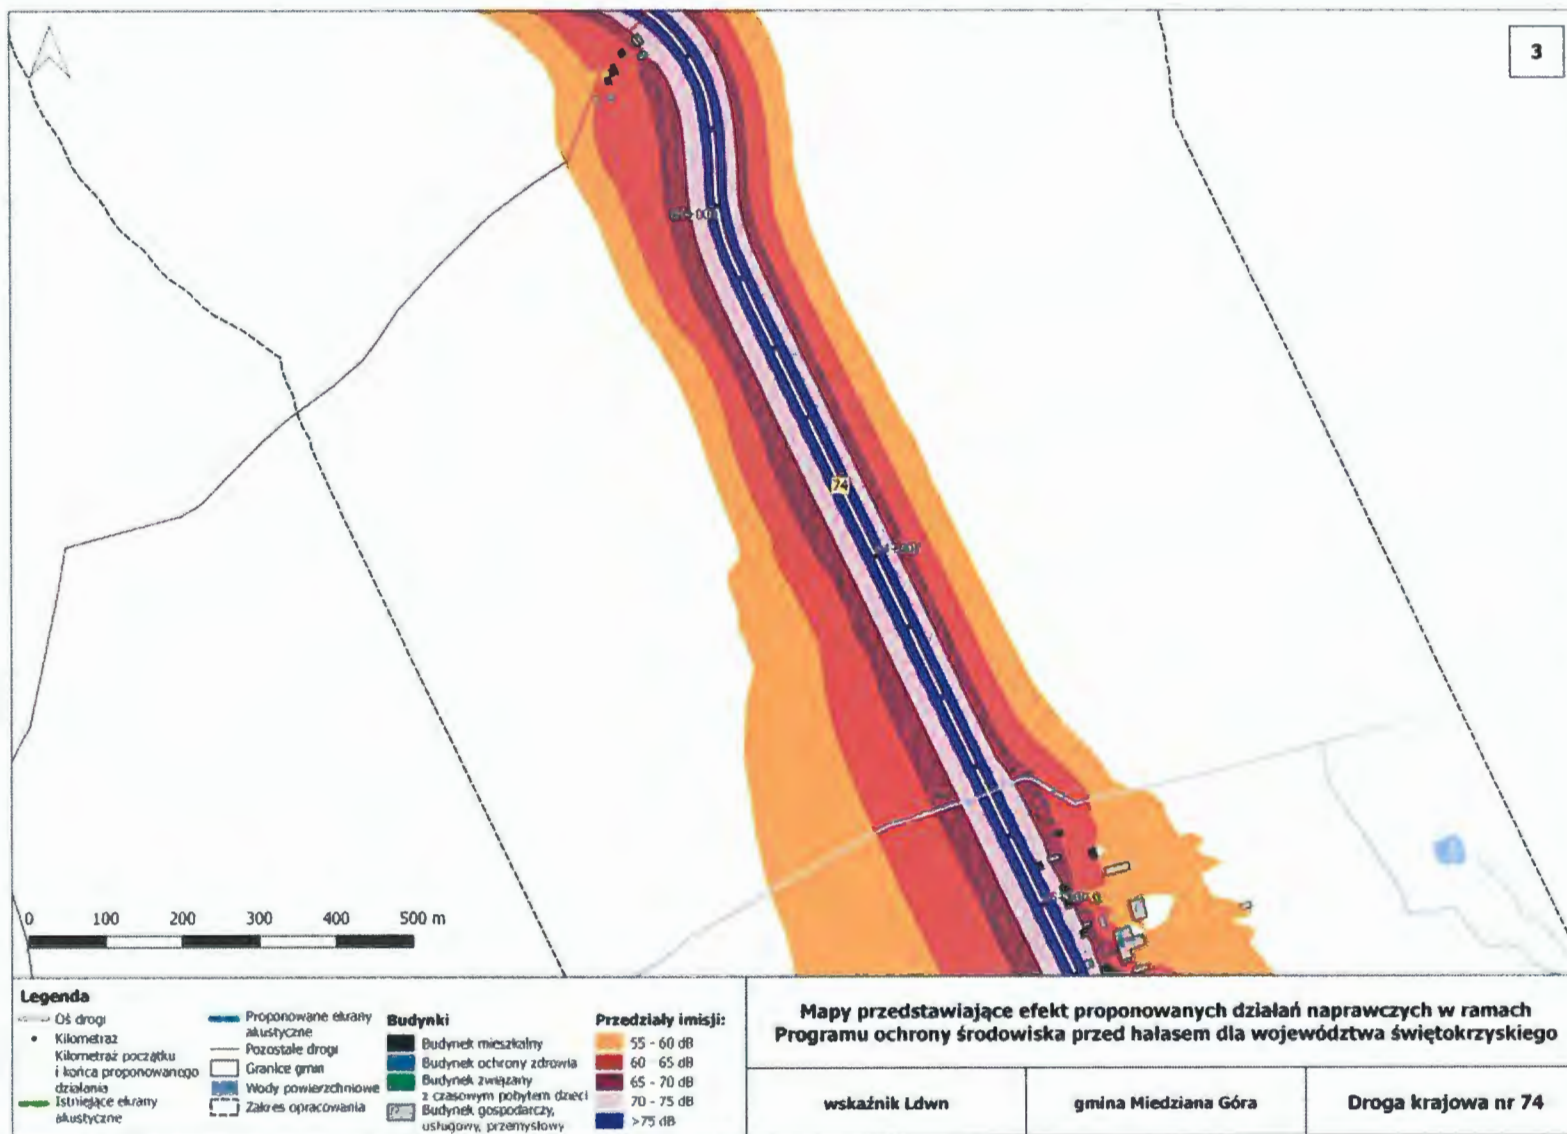 3
74
0 100 200 300 400 500 m
Legenda
Oś drogi
Kilometraż
Kilometraż początku
i końca proponowanego
działania
Istniejące ekrany
akustyczne
Proponowane ekrany
akustyczne
Pozostałe drogi
Granice gmin
Wody powierzchniowe
Zakres opracowania
Budynki
Budynek mieszkalny
Budynek ochrony zdrowia
Budynek związany
z czasowym pobytem dzieci
Budynek gospodarczy,
usługowy, przemysłowy
Przedziały imisji:
55 - 60 dB
60 - 65 dB
65 - 70 dB
70 - 75 dB
>75 dB
Mapy przedstawiające efekt proponowanych działań naprawczych w ramach
Programu ochrony środowiska przed hałasem dla województwa świętokrzyskiego
wskaźnik Ldwn
gmina Miedziana Góra
Droga krajowa nr 74